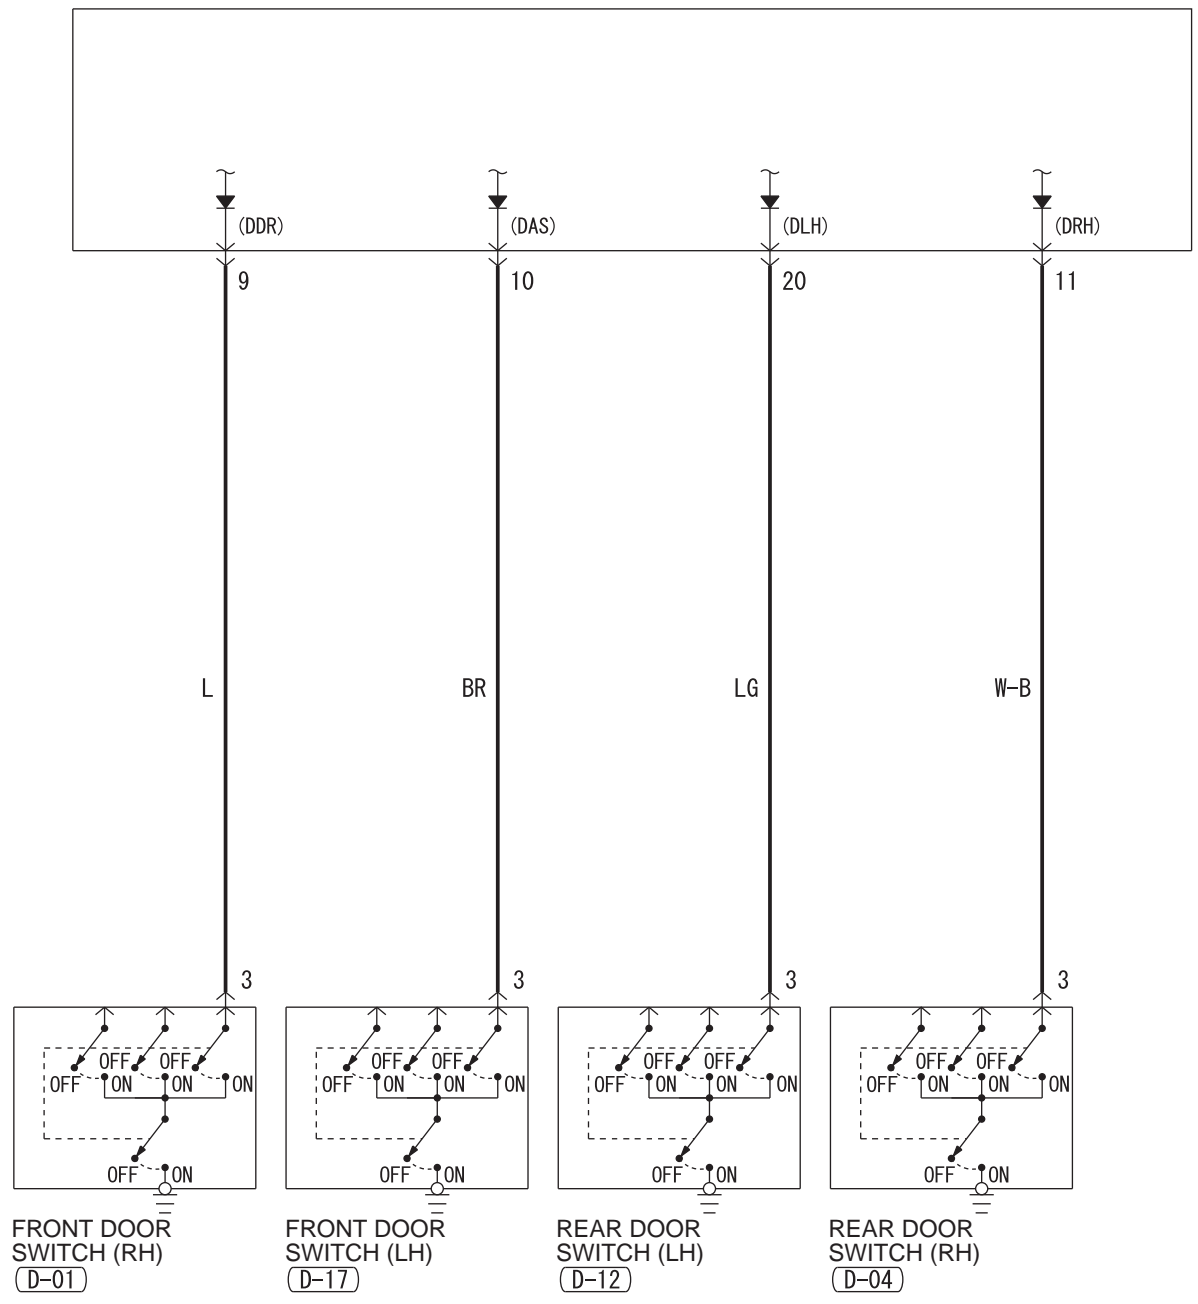 (DDR) (DAS) (DLH) (DRH)
9 10 20 11
L BR LG W-B
3 3 3 3
OFF OFF OFF OFF OFF OFF OFF OFF
OFF ON ON ON OFF ON ON ON OFF ON ON ON OFF ON ON ON
OFF ON OFF ON OFF ON OFF ON
FRONT DOOR
SWITCH (RH)
D-01
FRONT DOOR
SWITCH (LH)
D-17
REAR DOOR
SWITCH (LH)
D-12
REAR DOOR
SWITCH (RH)
D-04